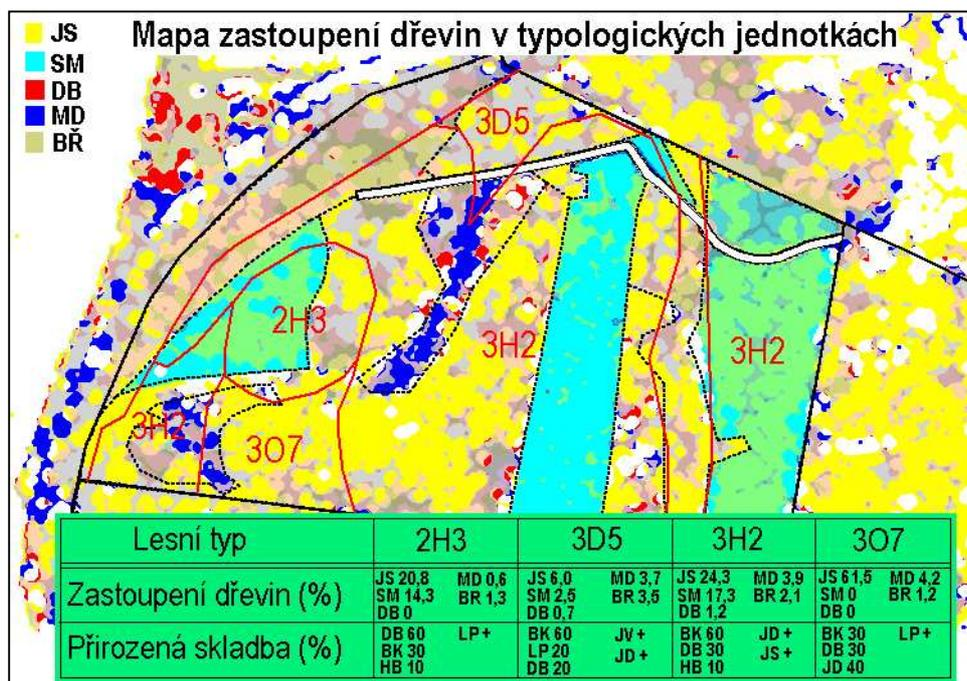 Mapa zastoupení dřevin v typologických jednotkách
JS
SM
DB
MD
BŘ
3D5
2H3
3H2
3H2
3H2
3O7
Lesní typ 2H3 3D5 3H2 3O7
Zastoupení dřevin (%)
JS 20,8 MD 0,6
SM 14,3 BR 1,3
DB 0
JS 6,0 MD 3,7
SM 2,5 BR 3,5
DB 0,7
JS 24,3 MD 3,9
SM 17,3 BR 2,1
DB 1,2
JS 61,5 MD 4,2
SM 0 BR 1,2
DB 0
Přirozená skladba (%)
DB 60 LP +
BK 30
HB 10
BK 60 JV +
LP 20 JD +
DB 20
BK 60 JD +
DB 30 JS +
HB 10
BK 30 LP +
DB 30
JD 40